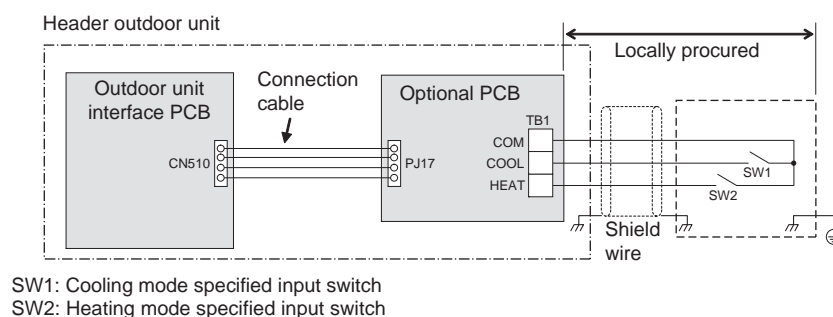 Header outdoor unit
Locally procured
Outdoor unit
interface PCB
Connection
cable
Optional PCB
TB1
COM
COOL
HEAT
CN510
PJ17
SW1
SW2
Shield
wire
SW1: Cooling mode specified input switch
SW2: Heating mode specified input switch